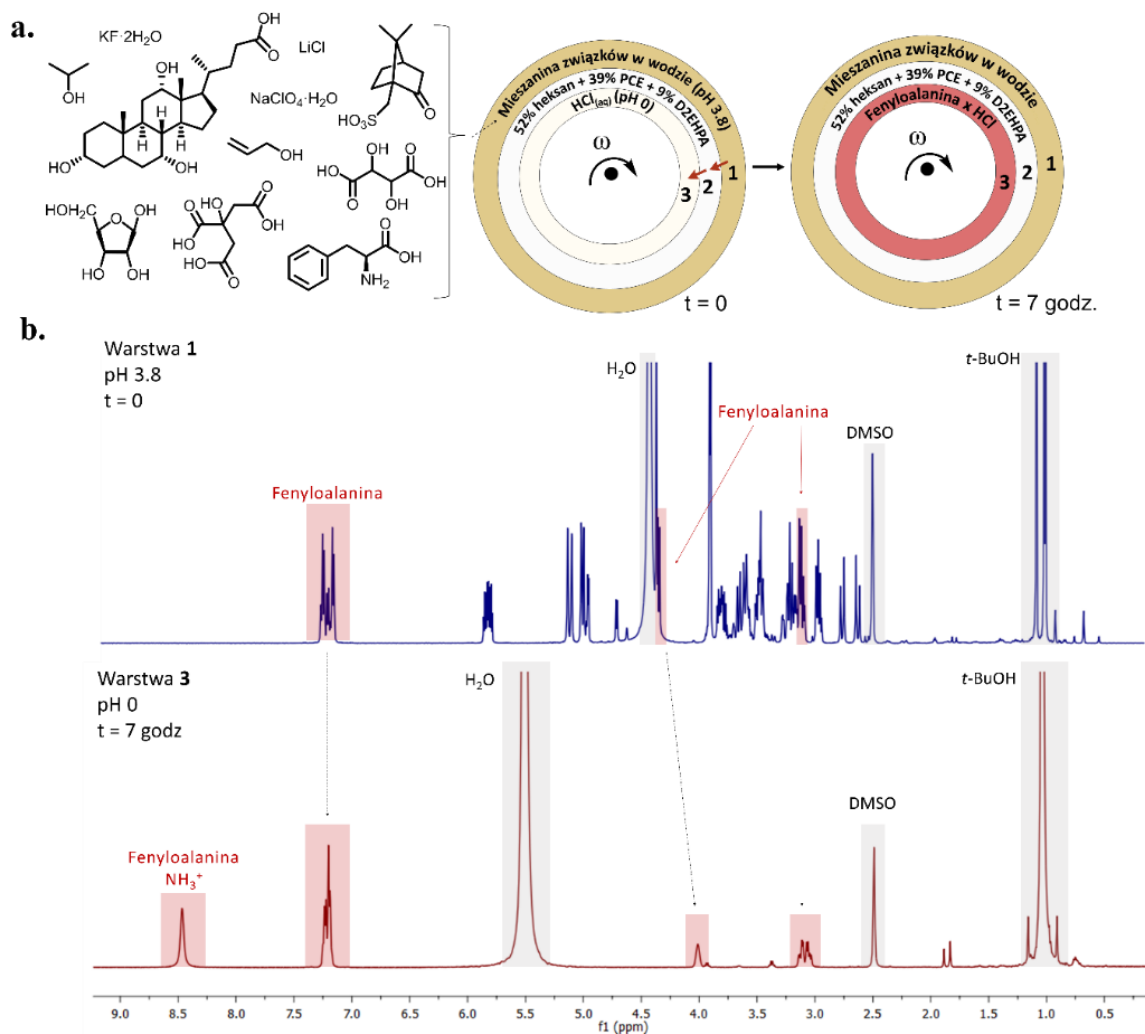 a.
KF·2H₂O
LiCl
NaClO₄·H₂O
OH
O
OH
OH
HO
OH
H
H
H
HO₃S
O
OH
HOH₂C
O
OH
OH
OH
O
HO
OH
O
OH
O
HO
OH
OH
O
OH
O
HO
O
O
OH
NH₂
Mieszanina związków w wodzie (pH 3.8)
52% heksan + 39% PCE + 9% D2EHPA
HCl(aq) (pH 0)
ω
3 2 1
t = 0
Mieszanina związków w wodzie
52% heksan + 39% PCE + 9% D2EHPA
Fenyloalanina x HCl
ω
3 2 1
t = 7 godz.
b.
Warstwa 1
pH 3.8
t = 0
Fenyloalanina
H₂O
Fenyloalanina
DMSO
t-BuOH
Warstwa 3
pH 0
t = 7 godz
Fenyloalanina
NH₃⁺
H₂O
DMSO
t-BuOH
9.0 8.5 8.0 7.5 7.0 6.5 6.0 5.5 5.0 4.5 4.0 3.5 3.0 2.5 2.0 1.5 1.0 0.5
f1 (ppm)